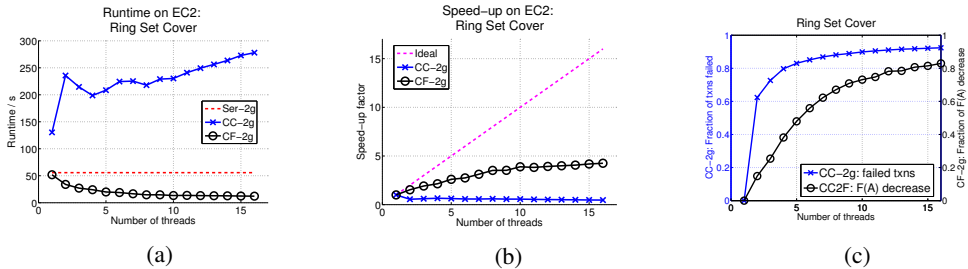 Runtime on EC2:
Ring Set Cover
300
250
200
150
100
50
0
Runtime / s
Ser-2g
CC-2g
CF-2g
0
5
10
15
Number of threads
(a)
Speed-up on EC2:
Ring Set Cover
15
10
5
0
Speed-up factor
Ideal
CC-2g
CF-2g
0
5
10
15
Number of threads
(b)
Ring Set Cover
1
0.8
0.6
0.4
0.2
0
CC-2g: Fraction of txns failed
CC-2g: failed txns
CC2F: F(A) decrease
0
5
10
15
Number of threads
1
0.8
0.6
0.4
0.2
0
CF-2g: Fraction of F(A) decrease
(c)